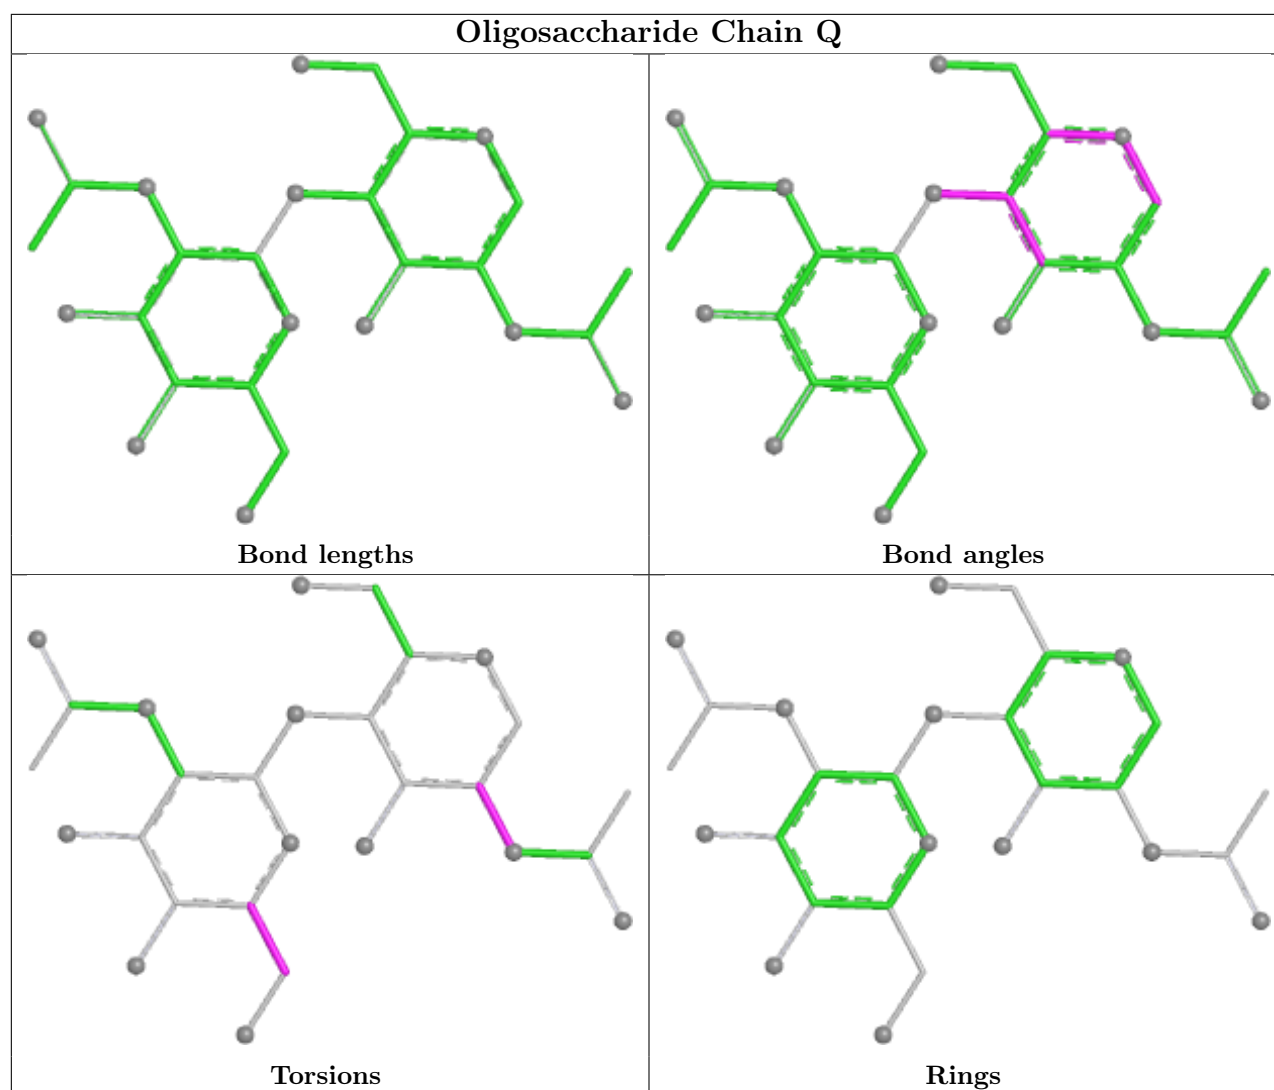 Oligosaccharide Chain Q
Bond lengths
Bond angles
Torsions
Rings